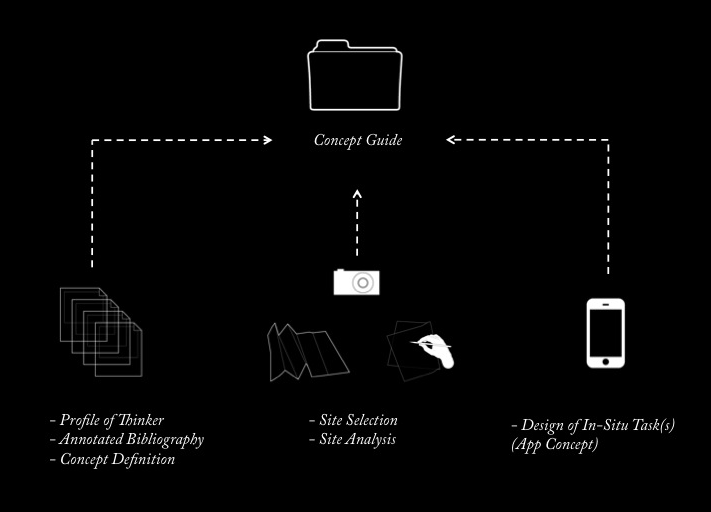 Concept Guide
- Profile of Thinker
- Annotated Bibliography
- Concept Definition
- Site Selection
- Site Analysis
- Design of In-Situ Task(s)
(App Concept)